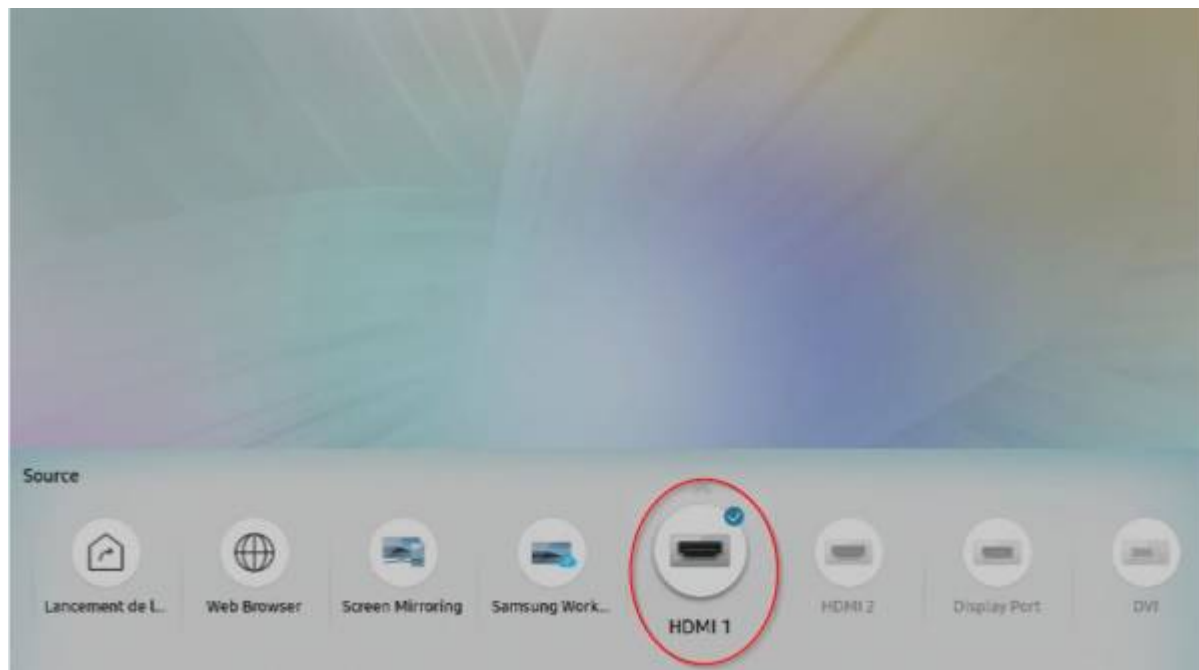 Source
Lancement de l...
Web Browser
Screen Mirroring
Samsung Work...
HDMI 1
HDMI 2
Display Port
DVI